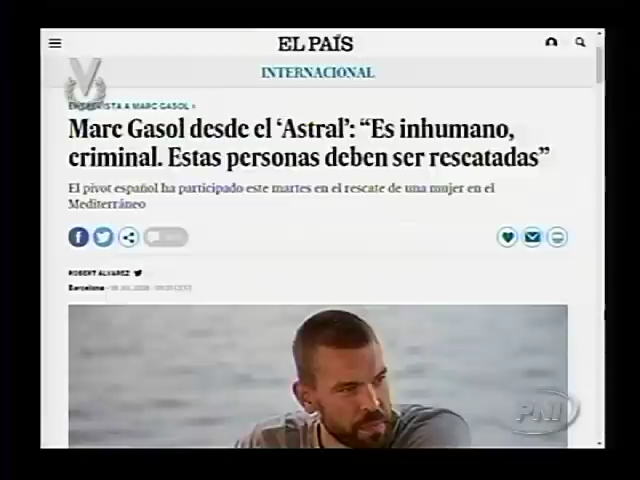 EL PAÍS
INTERNACIONAL
V
ENTREVISTA A MARC GASOL
Marc Gasol desde el ‘Astral’: “Es inhumano,
criminal. Estas personas deben ser rescatadas”
El pívot español ha participado este martes en el rescate de una mujer en el
Mediterráneo
ROBERT ÁLVAREZ
Barcelona
PNI